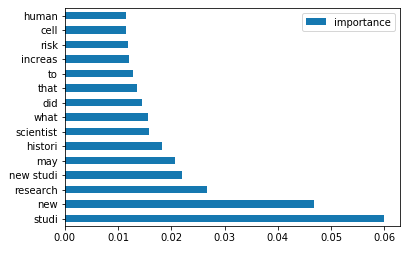 human
cell
risk
increas
to
that
did
what
scientist
histori
may
new studi
research
new
studi
importance
0.00 0.01 0.02 0.03 0.04 0.05 0.06